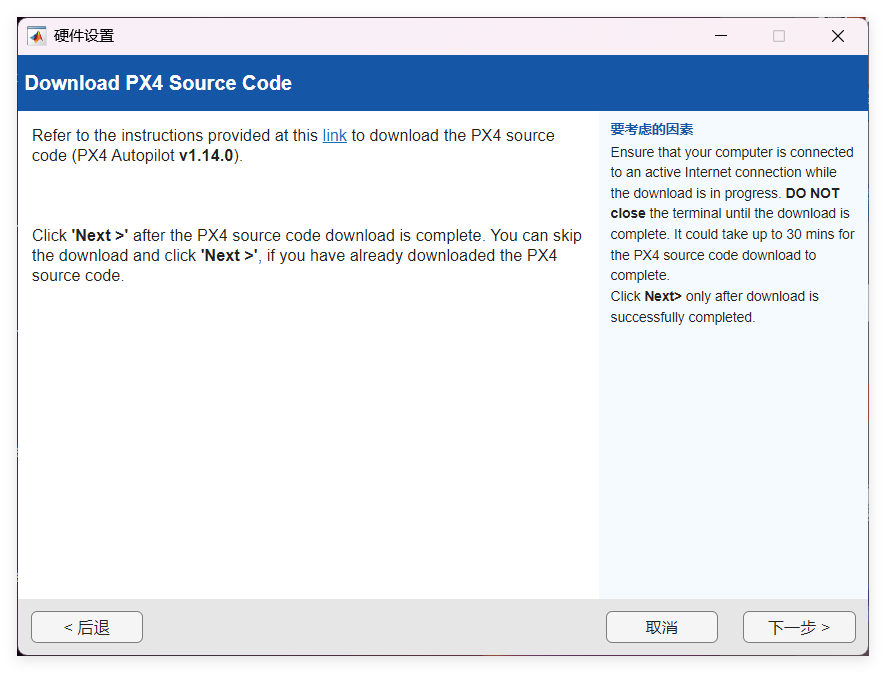 硬件设置
Download PX4 Source Code
Refer to the instructions provided at this link to download the PX4 source
code (PX4 Autopilot v1.14.0).
Click 'Next >' after the PX4 source code download is complete. You can skip
the download and click 'Next >', if you have already downloaded the PX4
source code.
要考虑的因素
Ensure that your computer is connected
to an active Internet connection while
the download is in progress. DO NOT
close the terminal until the download is
complete. It could take up to 30 mins for
the PX4 source code download to
complete.
Click Next> only after download is
successfully completed.
< 后退
取消
下一步 >